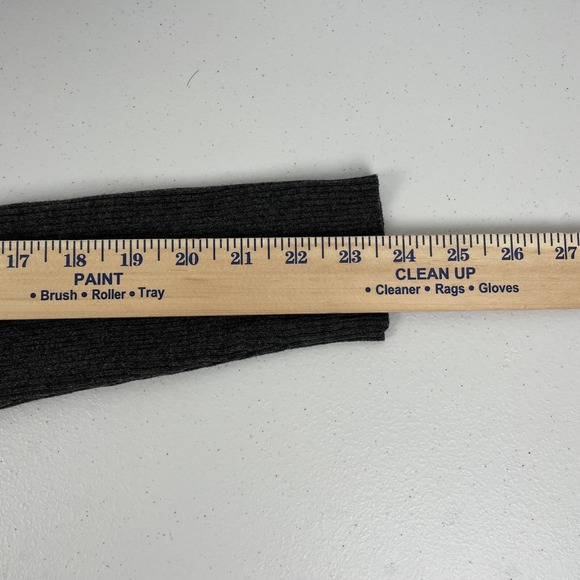 17 18 19 20 21 22 23 24 25 26 27
PAINT CLEAN UP
• Brush • Roller • Tray • Cleaner • Rags • Gloves